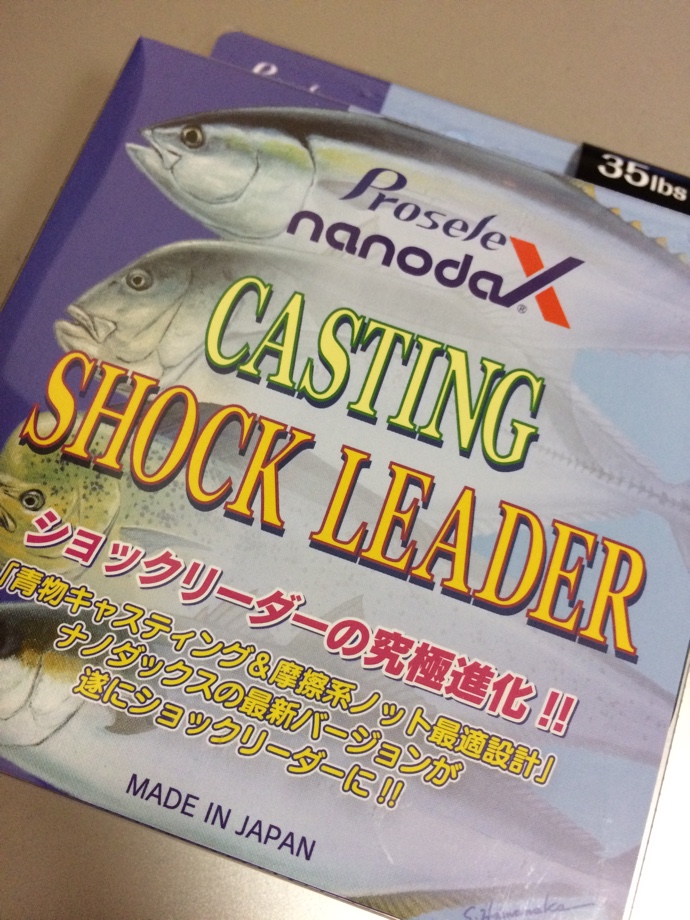 35lbs
Prosele
nanodaX®
CASTING
SHOCK LEADER
ショックリーダーの究極進化!!
「青物キャスティング&摩擦系ノット最適設計」
ナノダックスの最新バージョンが
遂にショックリーダーに!!
MADE IN JAPAN